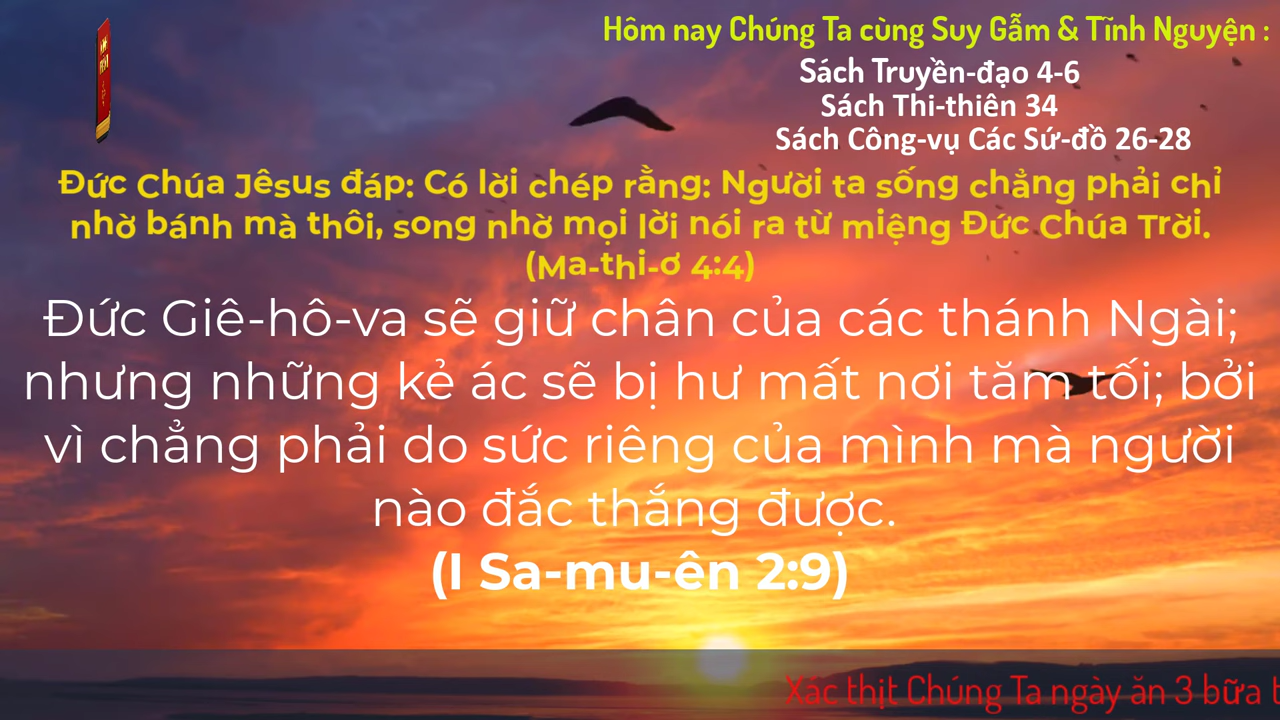 Hôm nay Chúng Ta cùng Suy Gẫm & Tĩnh Nguyện :
Sách Truyền-đạo 4-6
Sách Thi-thiên 34
Sách Công-vụ Các Sứ-đồ 26-28
Đức Chúa Jêsus đáp: Có lời chép rằng: Người ta sống chẳng phải chỉ
nhờ bánh mà thôi, song nhờ mọi lời nói ra từ miệng Đức Chúa Trời.
(Ma-thi-ơ 4:4)
Đức Giê-hô-va sẽ giữ chân của các thánh Ngài;
nhưng những kẻ ác sẽ bị hư mất nơi tăm tối; bởi
vì chẳng phải do sức riêng của mình mà người
nào đắc thắng được.
(I Sa-mu-ên 2:9)
Xác thịt Chúng Ta ngày ăn 3 bữa